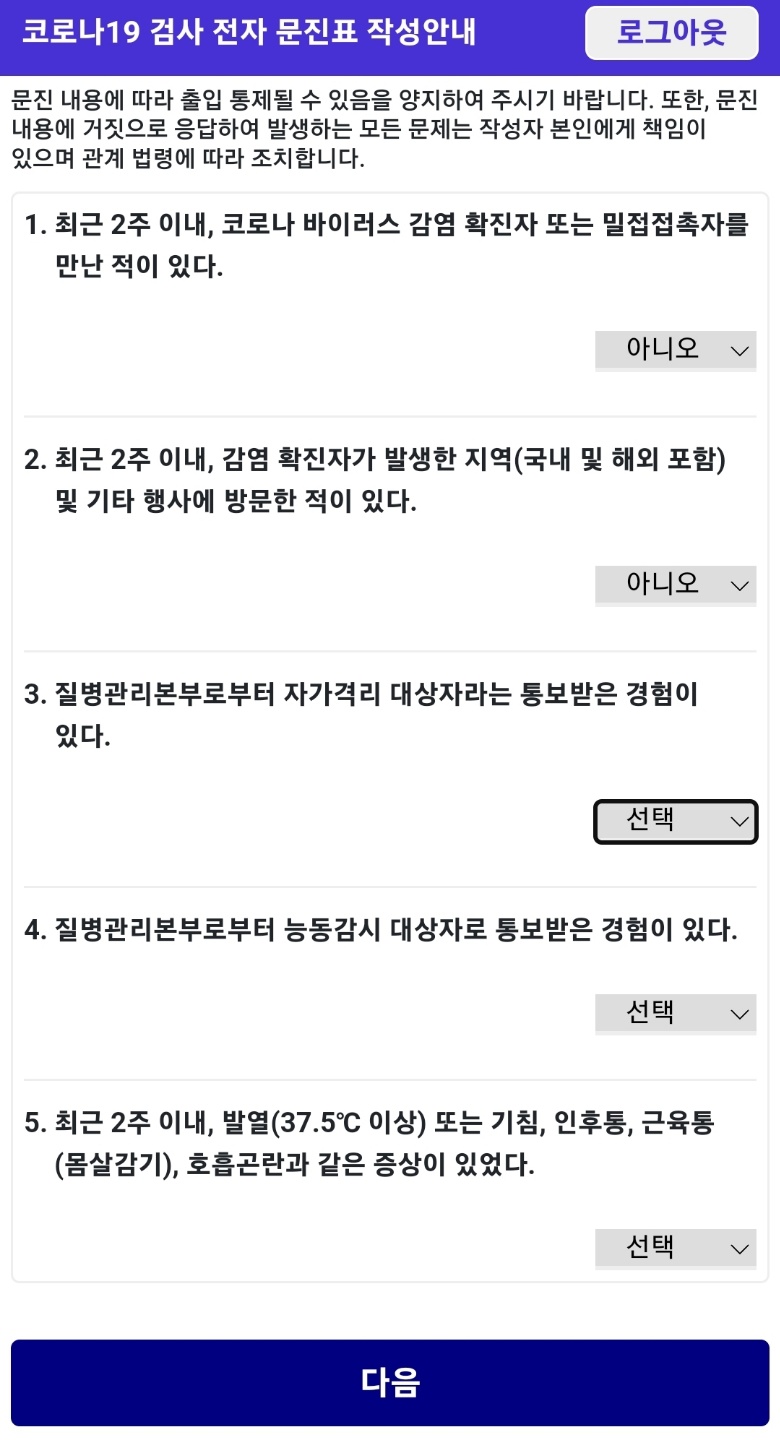 코로나19 검사 전자 문진표 작성안내
로그아웃
문진 내용에 따라 출입 통제될 수 있음을 양지하여 주시기 바랍니다. 또한, 문진
내용에 거짓으로 응답하여 발생하는 모든 문제는 작성자 본인에게 책임이
있으며 관계 법령에 따라 조치합니다.
1. 최근 2주 이내, 코로나 바이러스 감염 확진자 또는 밀접접촉자를
만난 적이 있다.
아니오
2. 최근 2주 이내, 감염 확진자가 발생한 지역(국내 및 해외 포함)
및 기타 행사에 방문한 적이 있다.
아니오
3. 질병관리본부로부터 자가격리 대상자라는 통보받은 경험이
있다.
선택
4. 질병관리본부로부터 능동감시 대상자로 통보받은 경험이 있다.
선택
5. 최근 2주 이내, 발열(37.5℃ 이상) 또는 기침, 인후통, 근육통
(몸살감기), 호흡곤란과 같은 증상이 있었다.
선택
다음